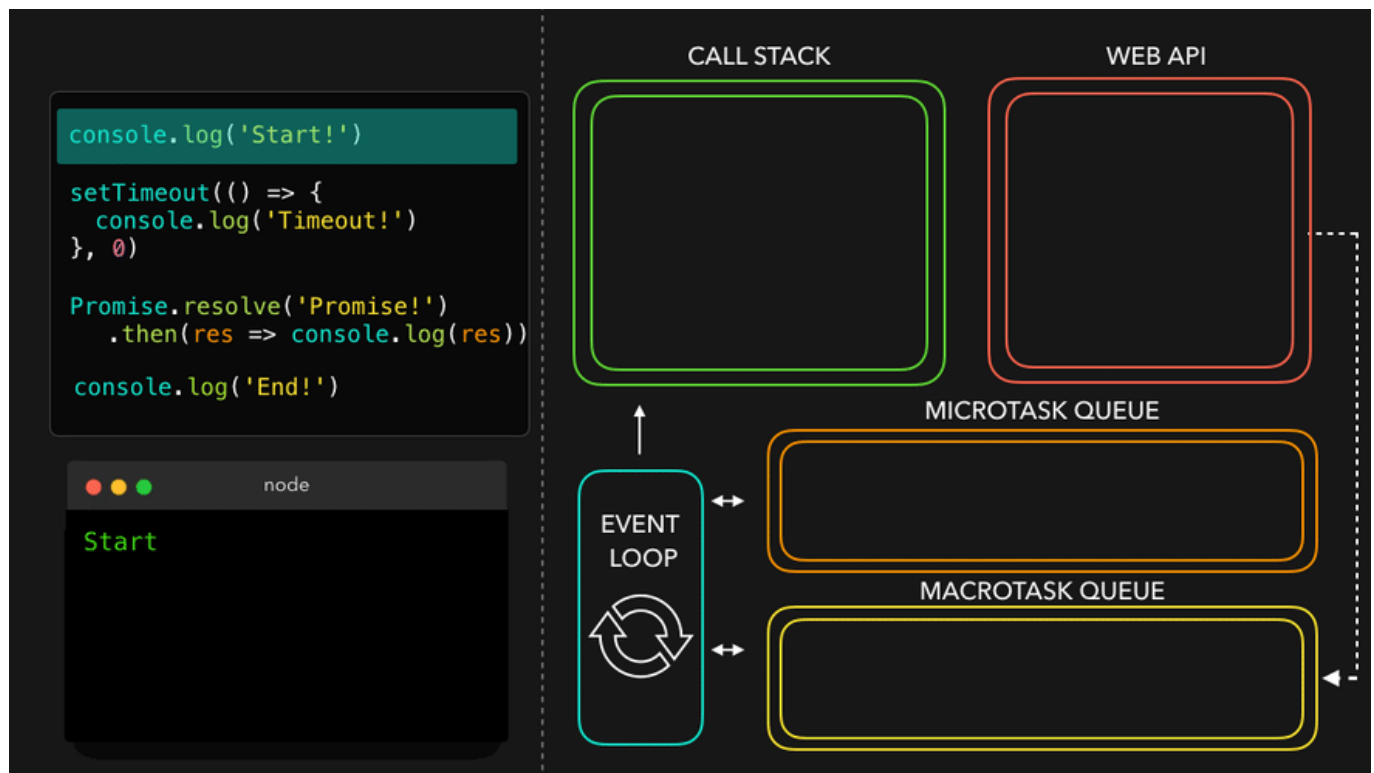 console.log('Start!')
setTimeout(() => {
  console.log('Timeout!')
}, 0)
Promise.resolve('Promise!')
   .then(res => console.log(res))
console.log('End!')
node
Start
CALL STACK
WEB API
MICROTASK QUEUE
EVENT
LOOP
MACROTASK QUEUE